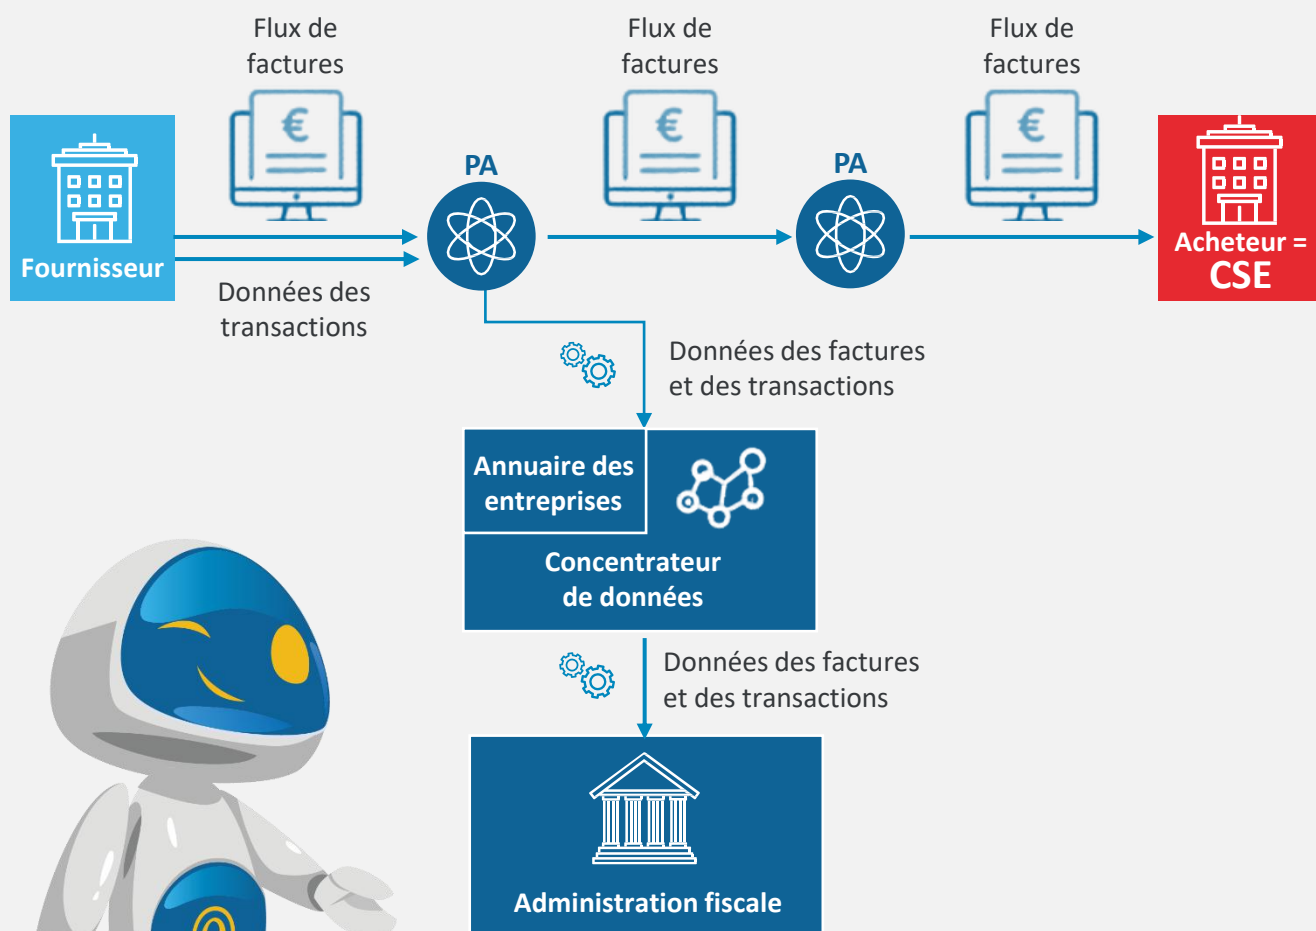 Flux de
factures
Flux de
factures
Flux de
factures
€
€
€
PA
PA
Fournisseur
Acheteur =
CSE
Données des
transactions
Données des factures
et des transactions
Annuaire des
entreprises
Concentrateur
de données
Données des factures
et des transactions
Administration fiscale